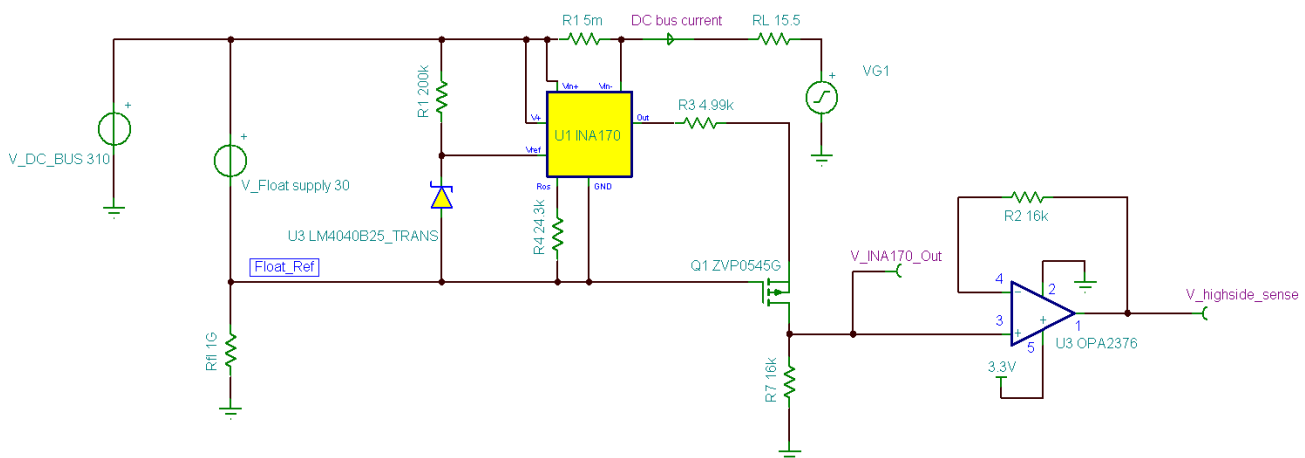 R1 5m
DC bus current
RL 15.5
+
V_DC_BUS 310
+
V_Float supply 30
R1 200k
Vin+
Vin-
V+
U1 INA170
Out
Vref
Ros
GND
R3 4.99k
+
VG1
U3 LM4040B25_TRANS
R4 24.3k
Float_Ref
Rfl 1G
Q1 ZVP0545G
V_INA170_Out
R7 16k
R2 16k
4
-
2
3
+
+
5
1
U3 OPA2376
3.3V
V_highside_sense